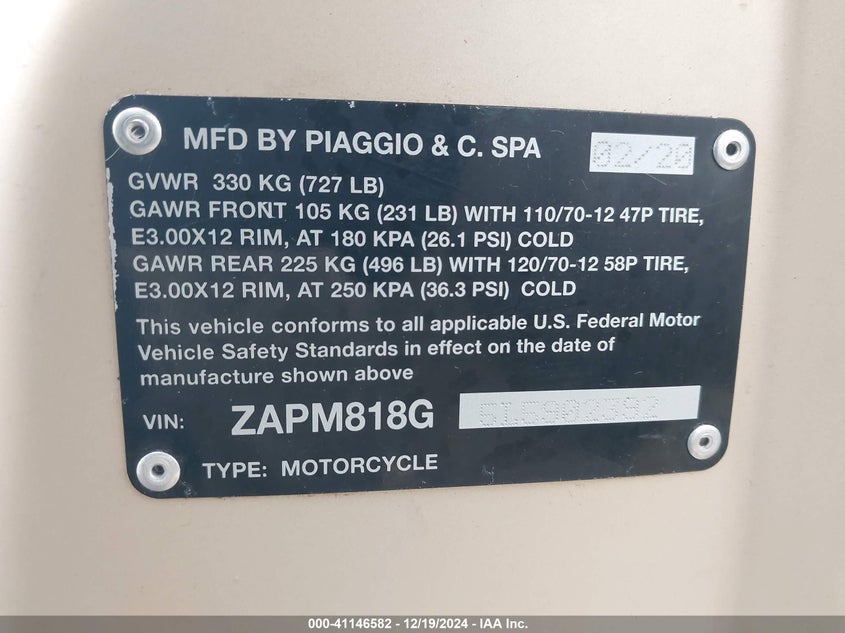 MFD BY PIAGGIO & C. SPA 02/20
GVWR 330 KG (727 LB)
GAWR FRONT 105 KG (231 LB) WITH 110/70-12 47P TIRE,
E3.00X12 RIM, AT 180 KPA (26.1 PSI) COLD
GAWR REAR 225 KG (496 LB) WITH 120/70-12 58P TIRE,
E3.00X12 RIM, AT 250 KPA (36.3 PSI) COLD
This vehicle conforms to all applicable U.S. Federal Motor
Vehicle Safety Standards in effect on the date of
manufacture shown above
VIN: ZAPM818G
TYPE: MOTORCYCLE
000-41146582 - 12/19/2024 - IAA Inc.